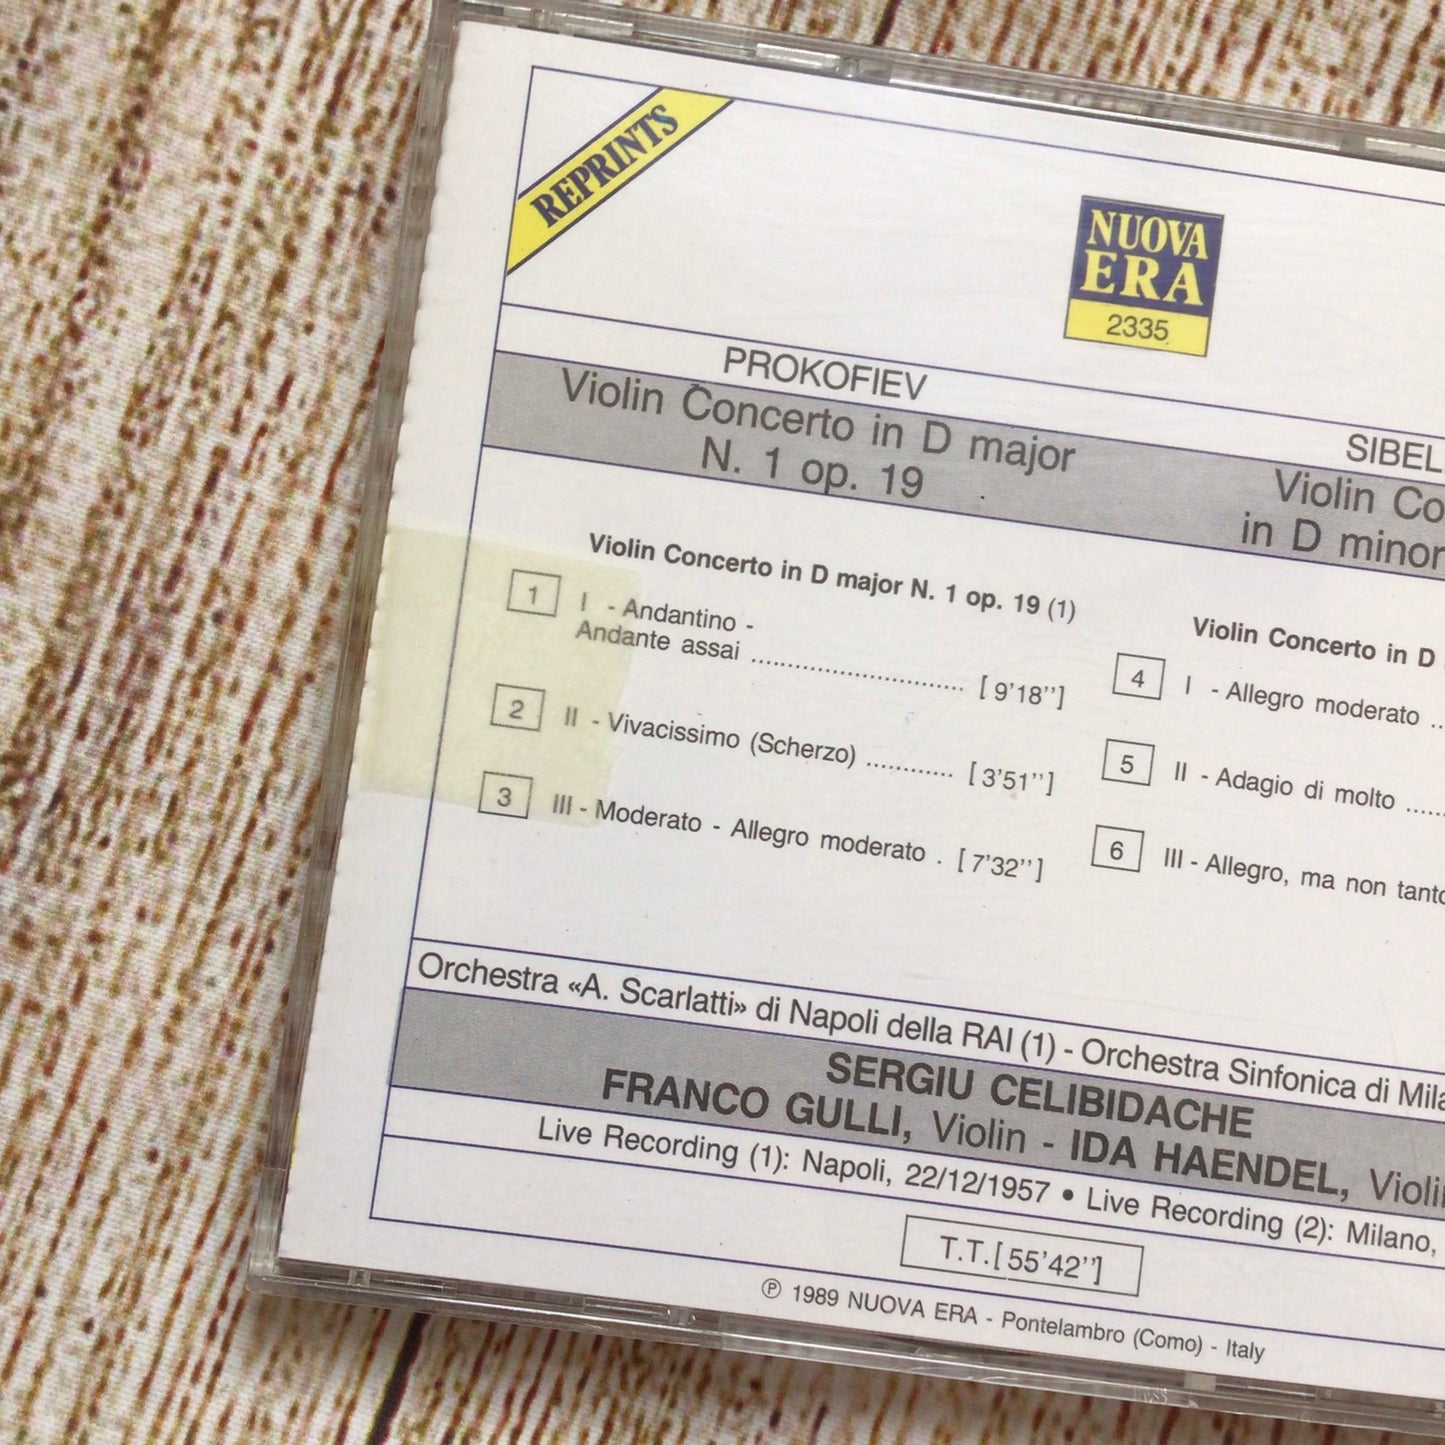 REPRINTS
NUOVA
ERA
2335
PROKOFIEV
Violin Concerto in D major
N. 1 op. 19
SIBEL
Violin Co
in D minor
Violin Concerto in D major N. 1 op. 19 (1)
1 I - Andantino -
Andante assai ........................... [9'18'']
2 II - Vivacissimo (Scherzo) ............ [3'51'']
3 III - Moderato - Allegro moderato . [7'32'']
Violin Concerto in D
4 I - Allegro moderato ..
5 II - Adagio di molto ......
6 III - Allegro, ma non tanto
Orchestra «A. Scarlatti» di Napoli della RAI (1) - Orchestra Sinfonica di Mila
SERGIU CELIBIDACHE
FRANCO GULLI, Violin - IDA HAENDEL, Violin
Live Recording (1): Napoli, 22/12/1957 • Live Recording (2): Milano,
T.T.[55'42'']
℗ 1989 NUOVA ERA - Pontelambro (Como) - Italy